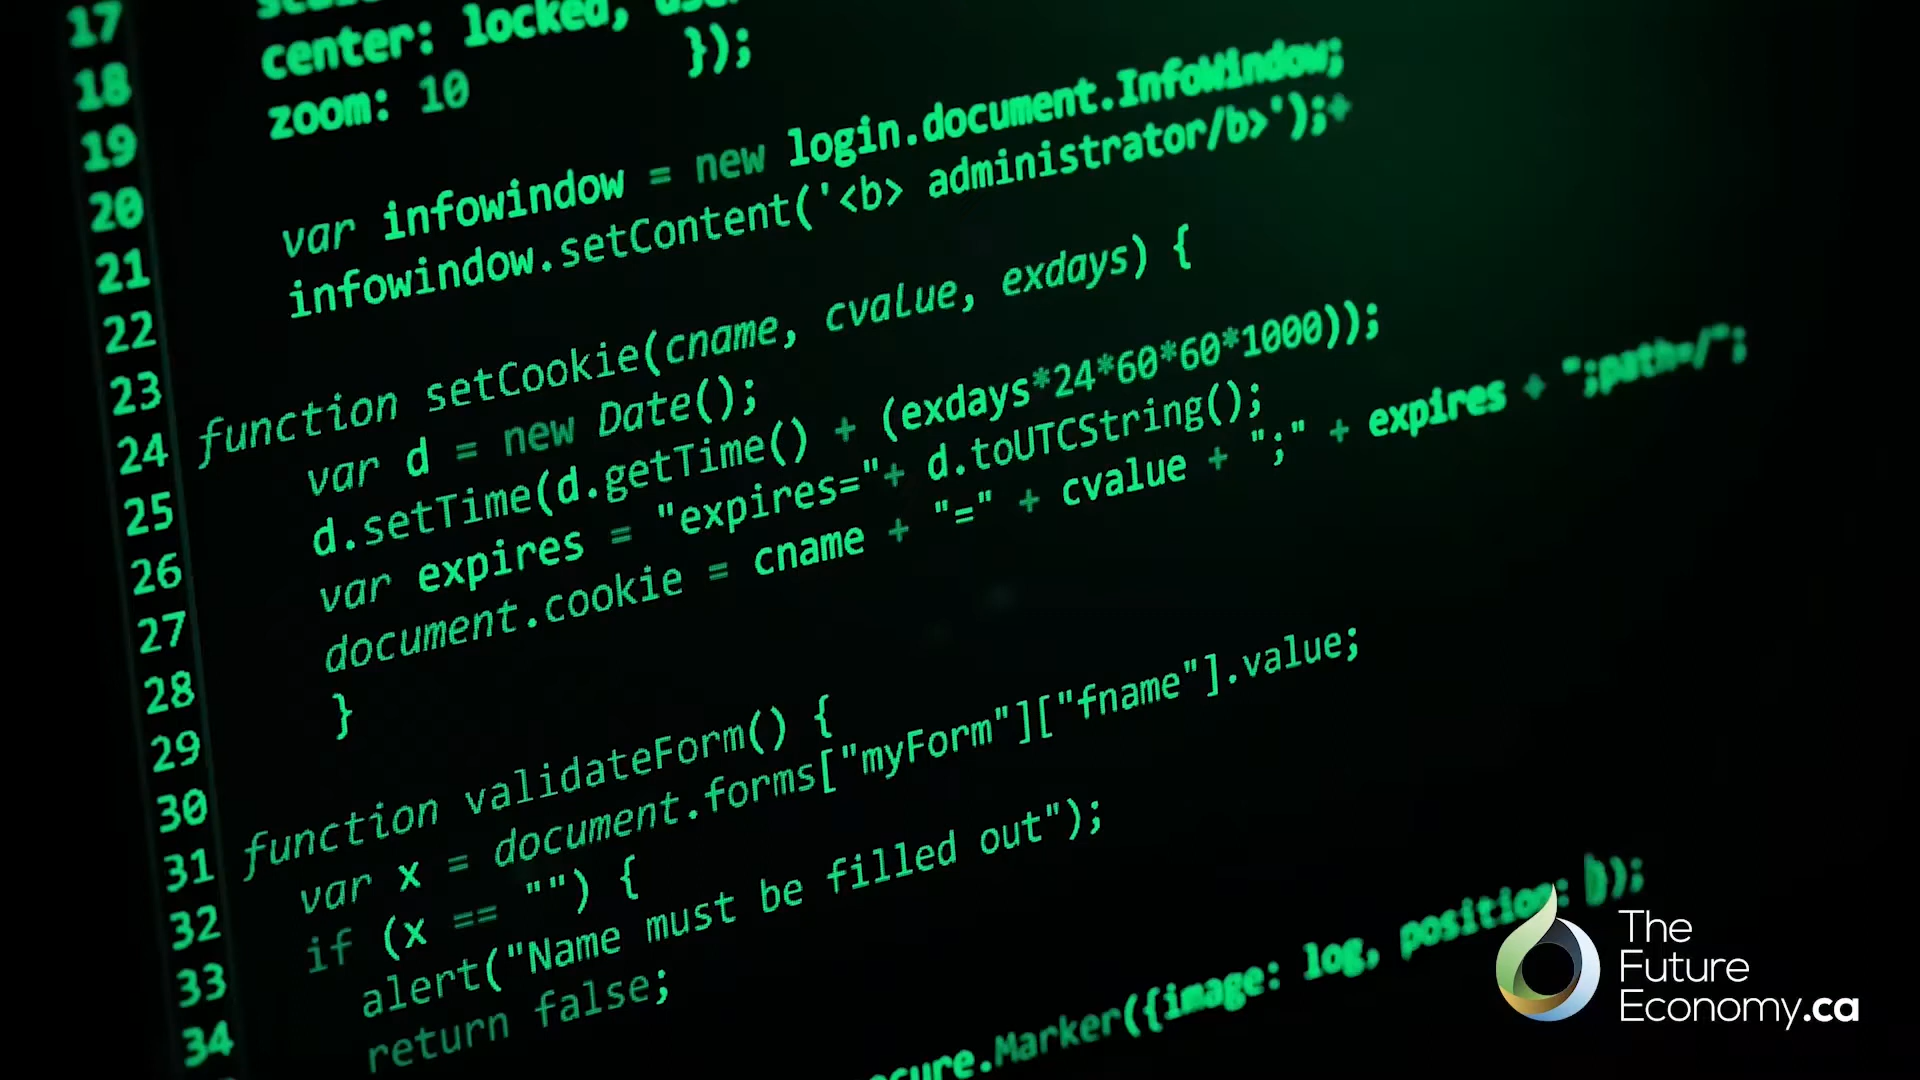 17
18 center: locked,
19 zoom: 10 });
20
21 var infowindow = new login.document.InfoWindow;
22 infowindow.setContent('<b> administrator/b>');+
23
24 function setCookie(cname, cvalue, exdays) {
25 var d = new Date();
26 d.setTime(d.getTime() + (exdays*24*60*60*1000));
27 var expires = "expires="+ d.toUTCString();
28 document.cookie = cname + "=" + cvalue + ";" + expires + ";path=/";
29 }
30
31 function validateForm() {
32 var x = document.forms["myForm"]["fname"].value;
33 if (x == "") {
34 alert("Name must be filled out");
return false;
.Marker({image: log, position: });
The
Future
Economy.ca